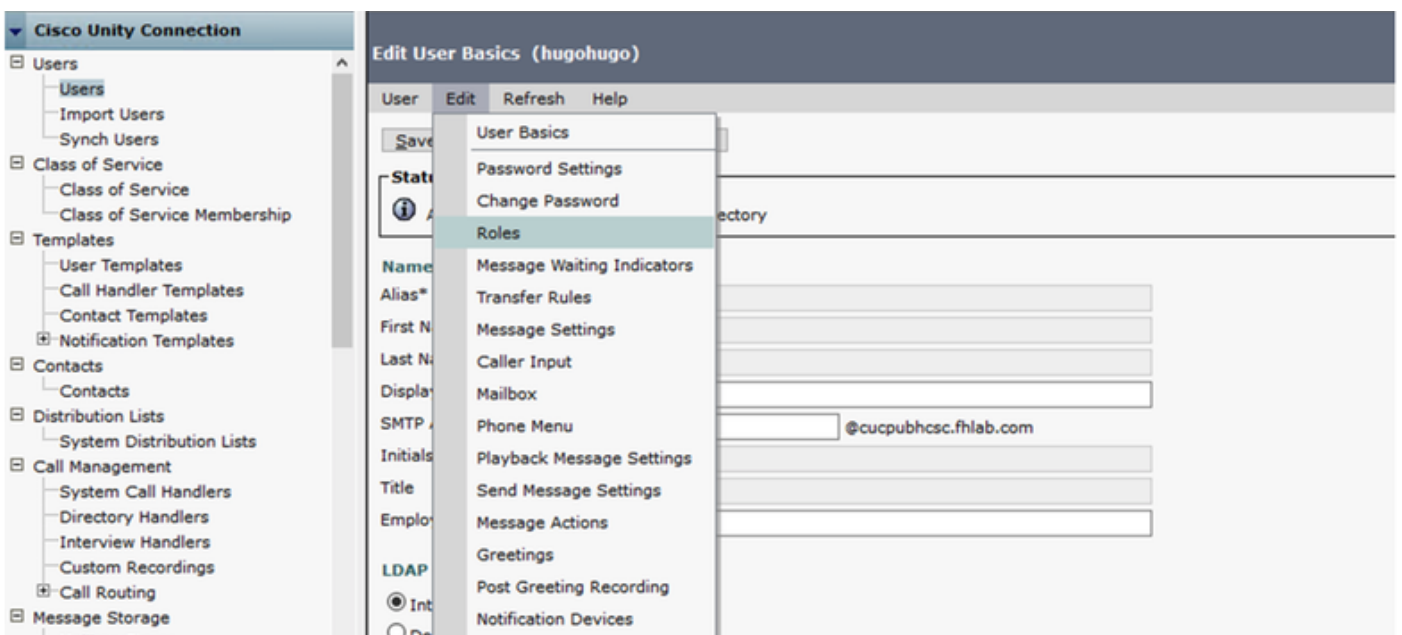 Cisco Unity Connection
Users
Users
Import Users
Synch Users
Class of Service
Class of Service
Class of Service Membership
Templates
User Templates
Call Handler Templates
Contact Templates
Notification Templates
Contacts
Contacts
Distribution Lists
System Distribution Lists
Call Management
System Call Handlers
Directory Handlers
Interview Handlers
Custom Recordings
Call Routing
Message Storage
Edit User Basics (hugohugo)
User Edit Refresh Help
Save
User Basics
Password Settings
Change Password
Roles
Message Waiting Indicators
Transfer Rules
Message Settings
Caller Input
Mailbox
Phone Menu
Playback Message Settings
Send Message Settings
Message Actions
Greetings
Post Greeting Recording
Notification Devices
Stat
A
ectory
Name
Alias*
First N
Last N
Displa
SMTP
@cucpubhcsc.fhlab.com
Initials
Title
Emplo
LDAP
Int